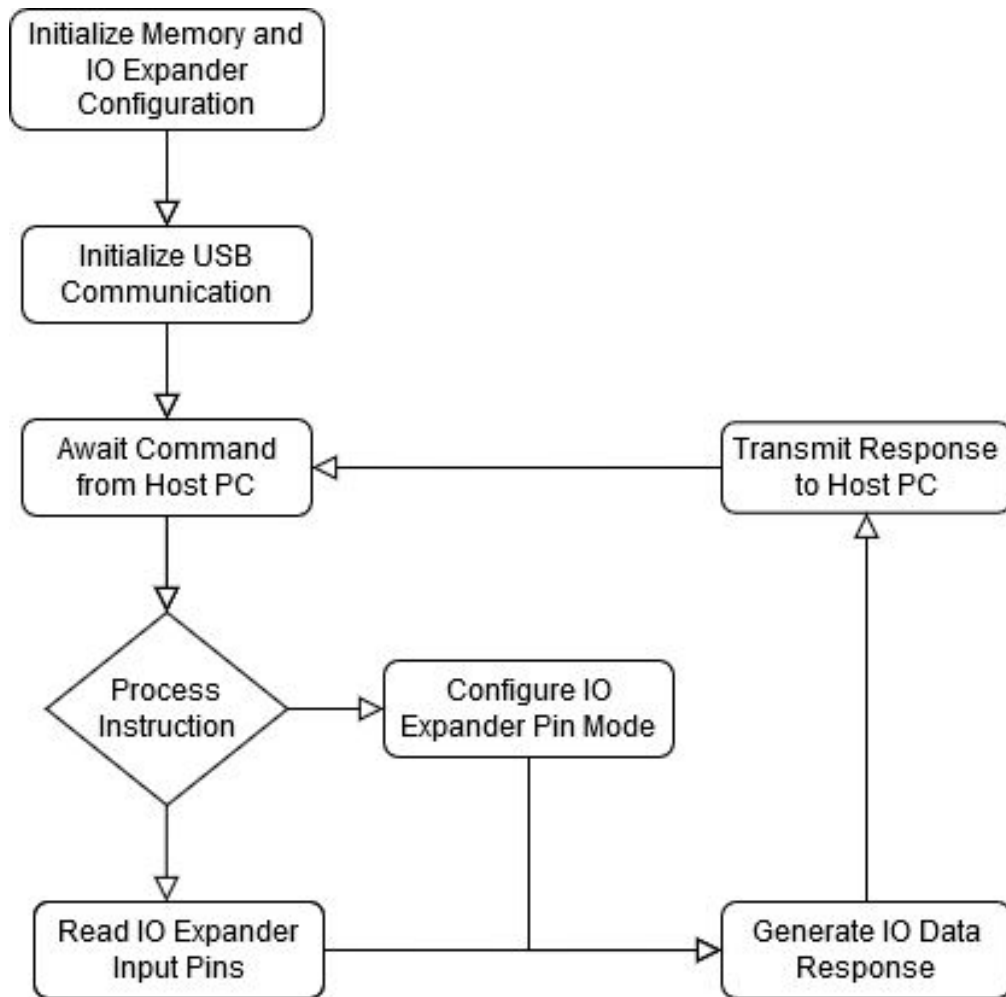 Initialize Memory and
IO Expander
Configuration
Initialize USB
Communication
Await Command
from Host PC
Transmit Response
to Host PC
Process
Instruction
Configure IO
Expander Pin Mode
Read IO Expander
Input Pins
Generate IO Data
Response